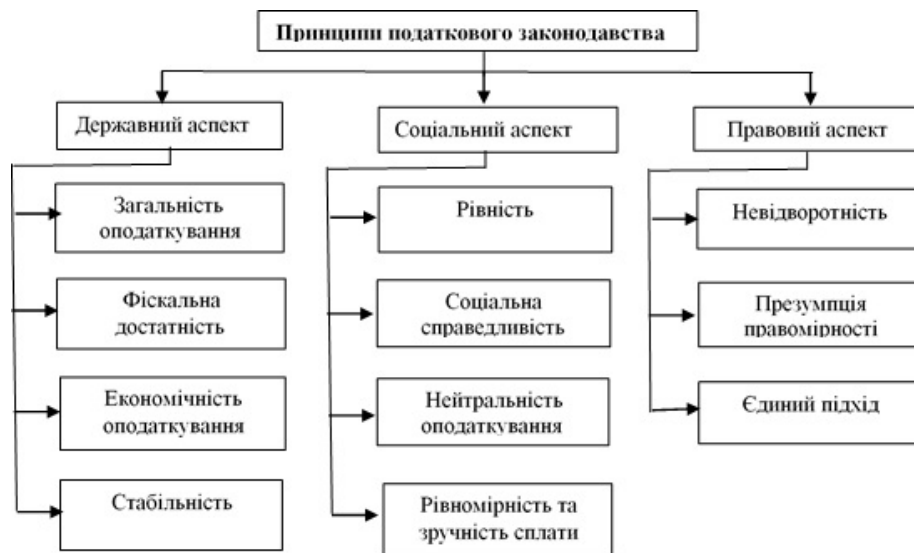 Принципи податкового законодавства
Державний аспект
Загальність
оподаткування
Фіскальна
достатність
Економічність
оподаткування
Стабільність
Соціальний аспект
Рівність
Соціальна
справедливість
Нейтральність
оподаткування
Рівномірність та
зручність сплати
Правовий аспект
Невідворотність
Презумпція
правомірності
Єдиний підхід